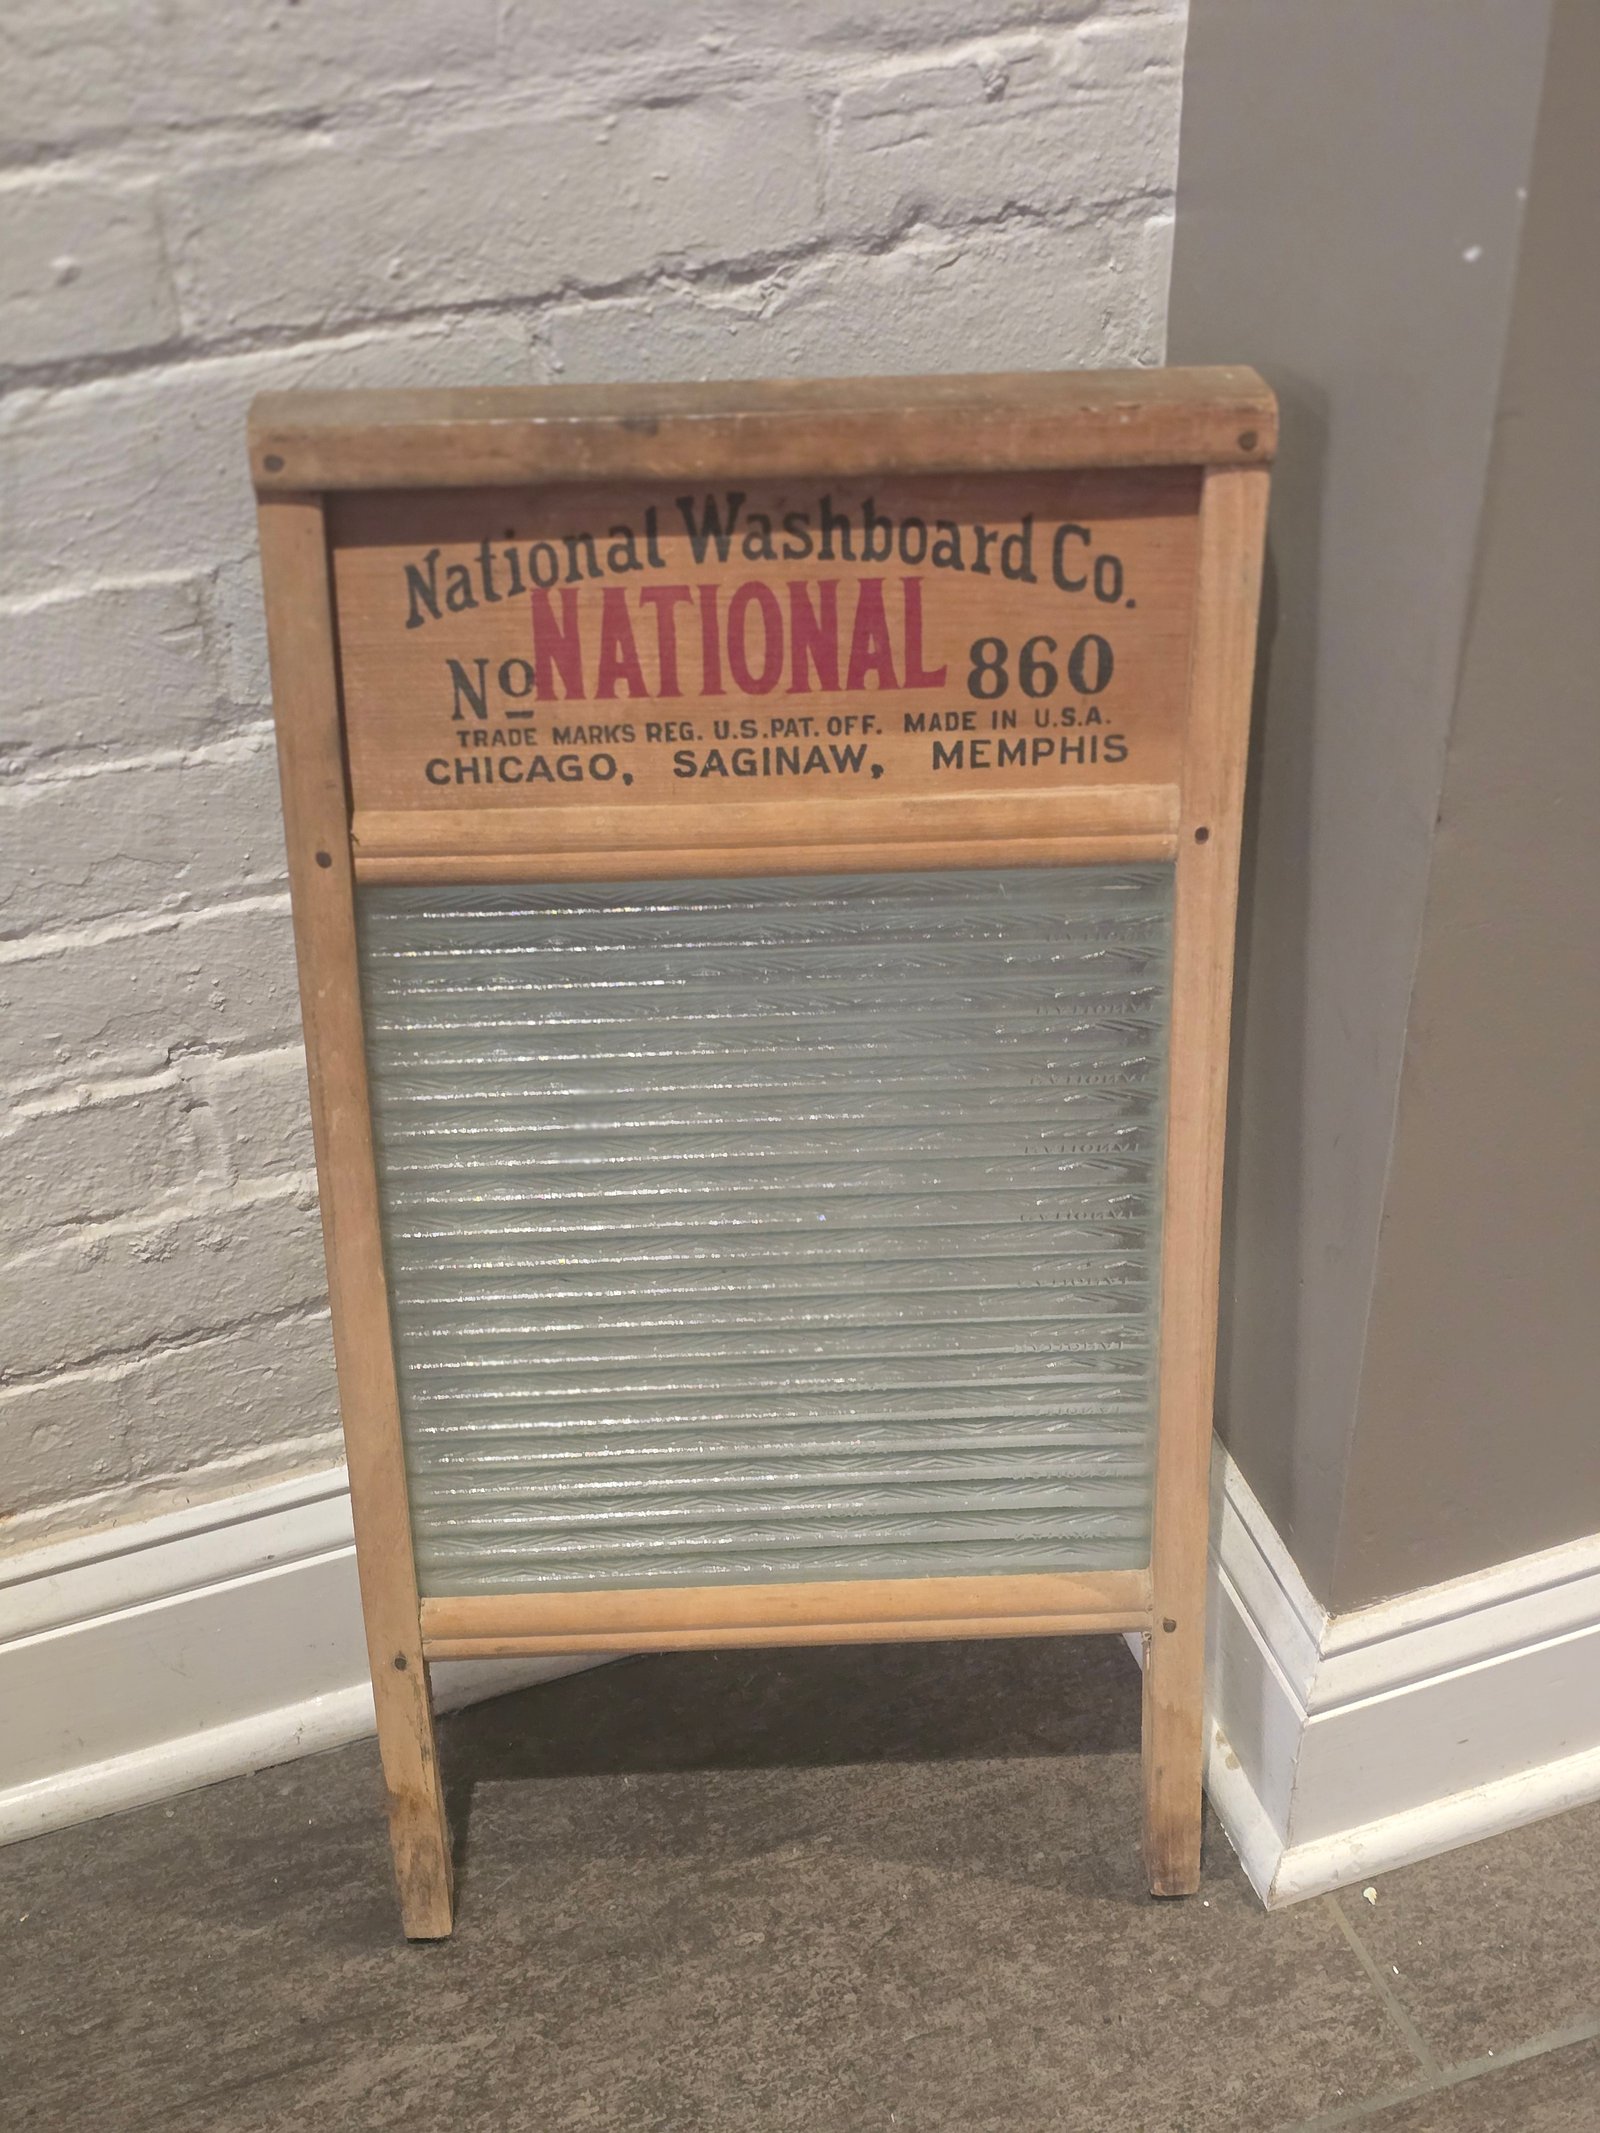 National Washboard Co.
No NATIONAL 860
TRADE MARKS REG. U.S. PAT. OFF. MADE IN U.S.A.
CHICAGO, SAGINAW, MEMPHIS